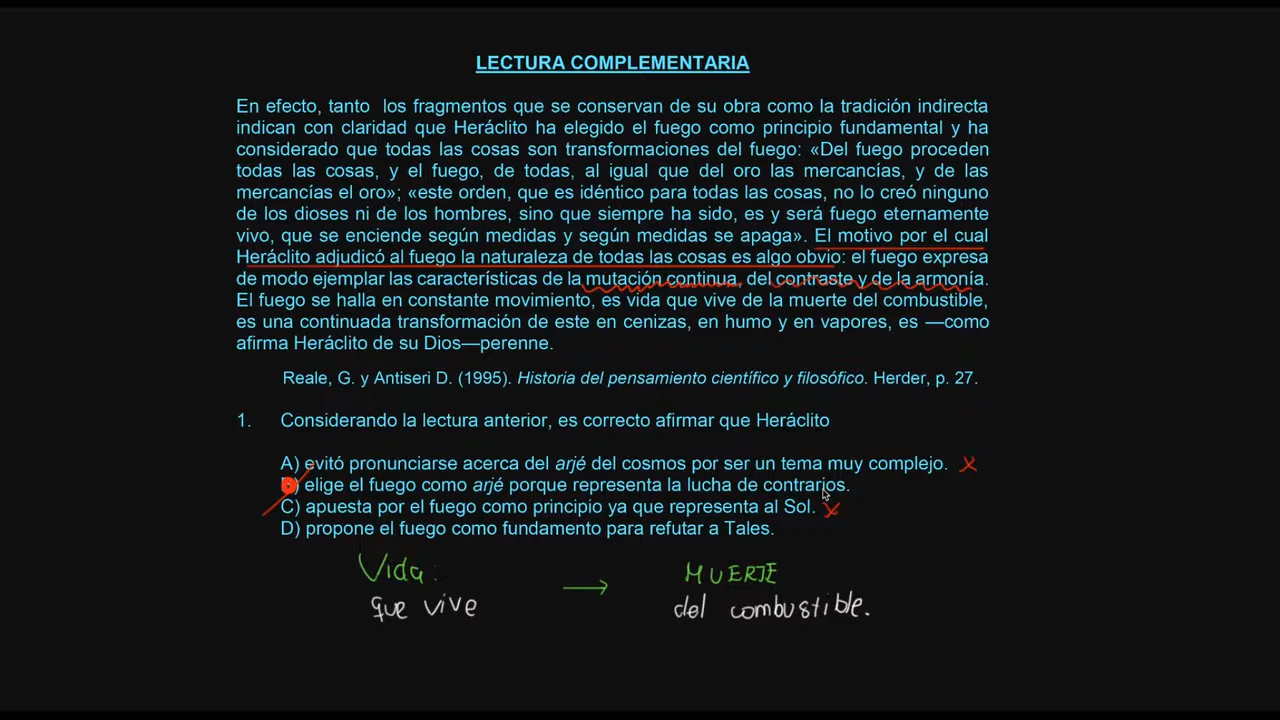 LECTURA COMPLEMENTARIA
En efecto, tanto los fragmentos que se conservan de su obra como la tradición indirecta
indican con claridad que Heráclito ha elegido el fuego como principio fundamental y ha
considerado que todas las cosas son transformaciones del fuego: «Del fuego proceden
todas las cosas, y el fuego, de todas, al igual que del oro las mercancías, y de las
mercancías el oro»; «este orden, que es idéntico para todas las cosas, no lo creó ninguno
de los dioses ni de los hombres, sino que siempre ha sido, es y será fuego eternamente
vivo, que se enciende según medidas y según medidas se apaga». El motivo por el cual
Heráclito adjudicó al fuego la naturaleza de todas las cosas es algo obvio: el fuego expresa
de modo ejemplar las características de la mutación continua, del contraste y de la armonía.
El fuego se halla en constante movimiento, es vida que vive de la muerte del combustible,
es una continuada transformación de este en cenizas, en humo y en vapores, es —como
afirma Heráclito de su Dios—perenne.
Reale, G. y Antiseri D. (1995). Historia del pensamiento científico y filosófico. Herder, p. 27.
1. Considerando la lectura anterior, es correcto afirmar que Heráclito
A) evitó pronunciarse acerca del arjé del cosmos por ser un tema muy complejo. x
B) elige el fuego como arjé porque representa la lucha de contrarios.
C) apuesta por el fuego como principio ya que representa al Sol. x
D) propone el fuego como fundamento para refutar a Tales.
Vida: → MUERTE
que vive del combustible.